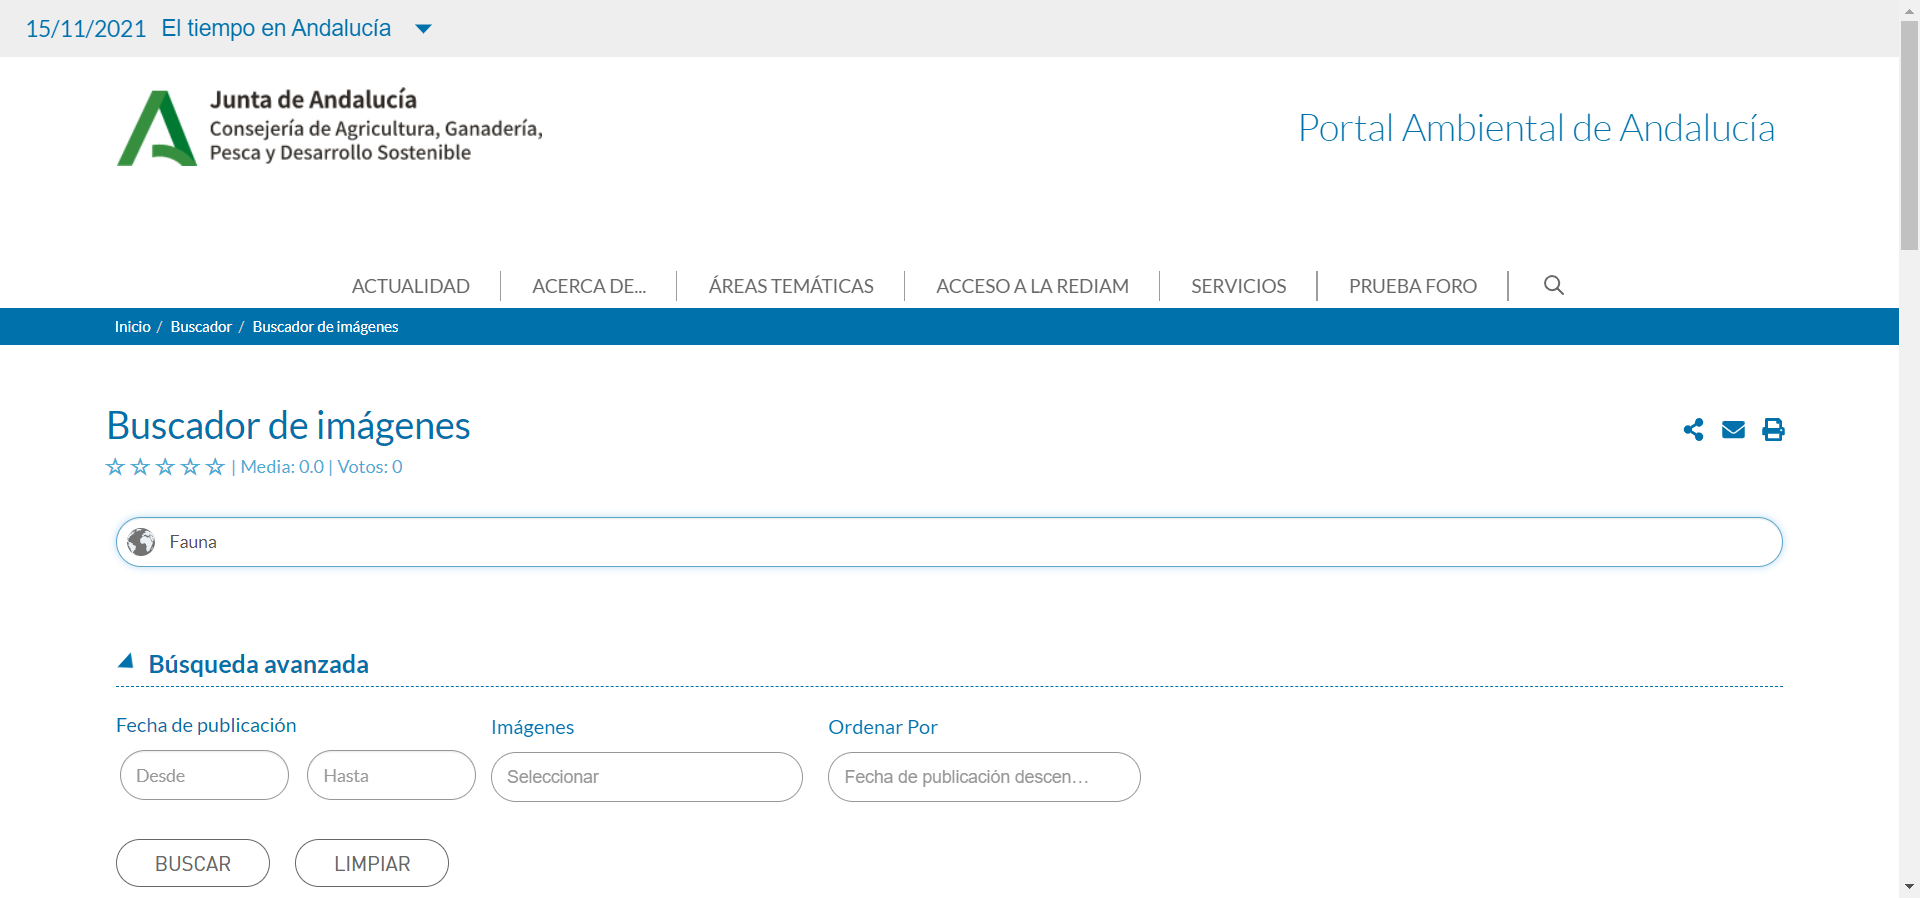 15/11/2021 El tiempo en Andalucía
Junta de Andalucía
Consejería de Agricultura, Ganadería,
Pesca y Desarrollo Sostenible
Portal Ambiental de Andalucía
ACTUALIDAD ACERCA DE... ÁREAS TEMÁTICAS ACCESO A LA REDIAM SERVICIOS PRUEBA FORO
Inicio / Buscador / Buscador de imágenes
Buscador de imágenes
| Media: 0.0 | Votos: 0
Fauna
Búsqueda avanzada
Fecha de publicación Imágenes Ordenar Por
Desde Hasta Seleccionar Fecha de publicación descen...
BUSCAR LIMPIAR